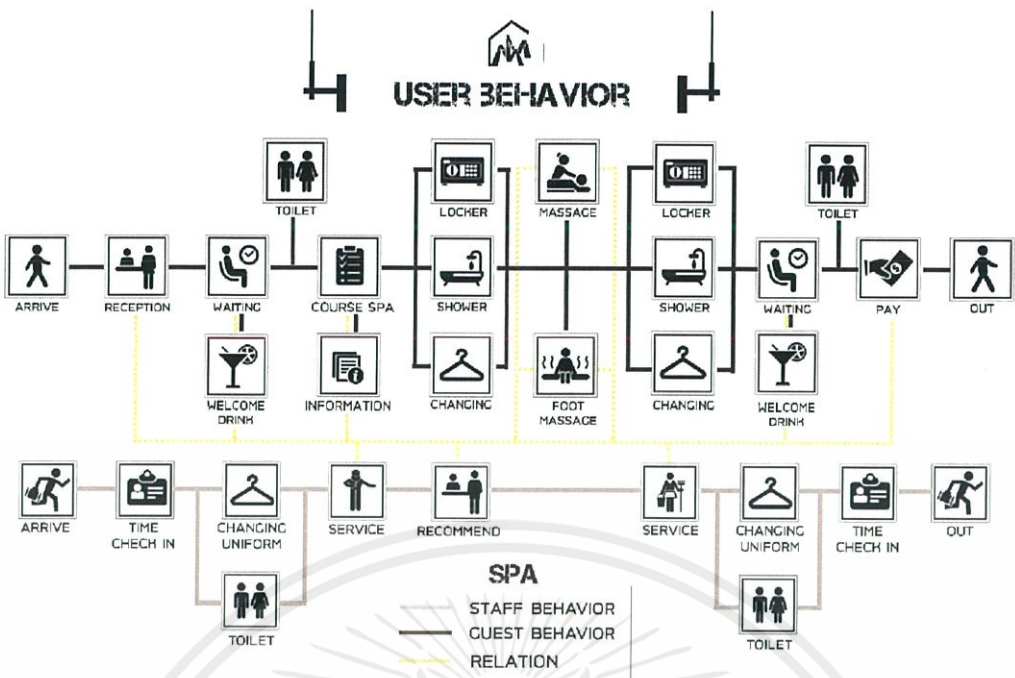 USER BEHAVIOR
TOILET
LOCKER
MASSAGE
LOCKER
TOILET
ARRIVE
RECEPTION
WAITING
COURSE SPA
SHOWER
SHOWER
WAITING
PAY
OUT
WELCOME
DRINK
INFORMATION
CHANGING
FOOT
MASSAGE
CHANGING
WELCOME
DRINK
ARRIVE
TIME
CHECK IN
CHANGING
UNIFORM
SERVICE
RECOMMEND
SERVICE
CHANGING
UNIFORM
TIME
CHECK IN
OUT
TOILET
TOILET
SPA
STAFF BEHAVIOR
GUEST BEHAVIOR
RELATION